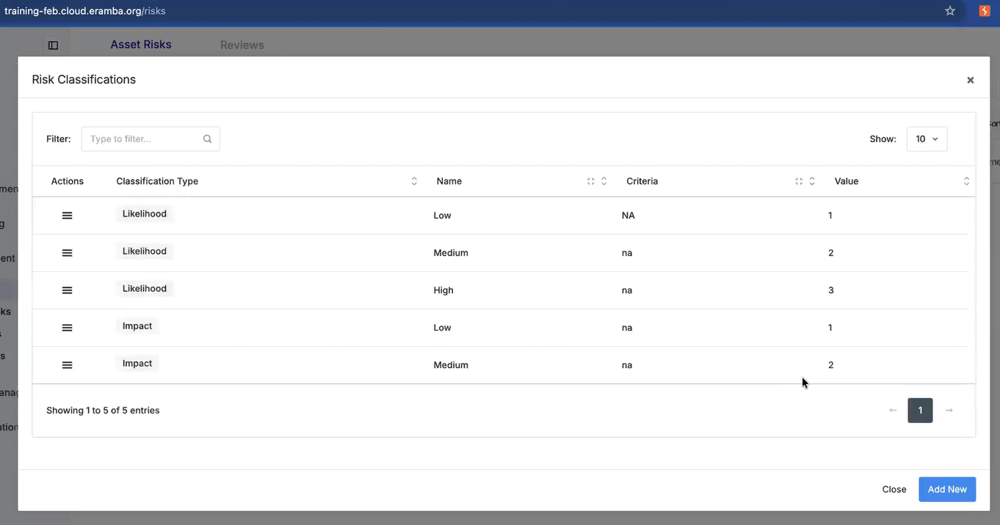 training-feb.cloud.eramba.org/risks
Asset Risks Reviews
Risk Classifications ×
Filter: Type to filter... Show: 10
Actions Classification Type Name Criteria Value
Likelihood Low NA 1
Likelihood Medium na 2
Likelihood High na 3
Impact Low na 1
Impact Medium na 2
Showing 1 to 5 of 5 entries ← 1 →
Close Add New